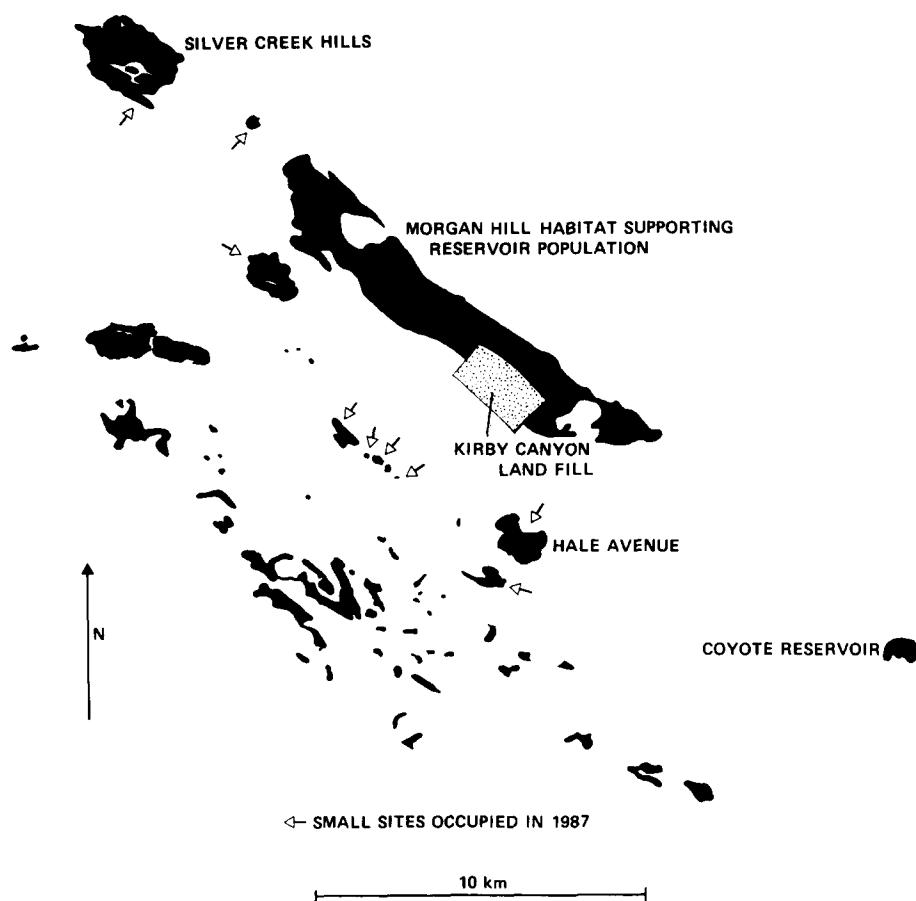 SILVER CREEK HILLS
MORGAN HILL HABITAT SUPPORTING
RESERVOIR POPULATION
KIRBY CANYON
LAND FILL
HALE AVENUE
N
COYOTE RESERVOIR
SMALL SITES OCCUPIED IN 1987
10 km